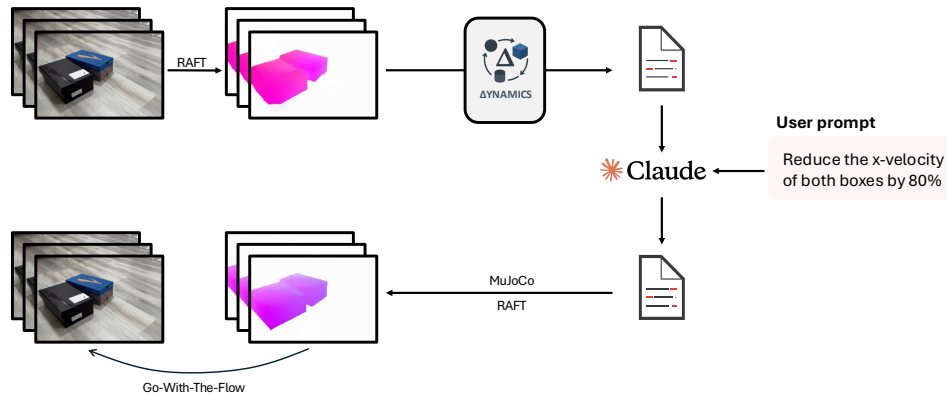 RAFT
ΔYNAMICS
User prompt
Claude
Reduce the x-velocity
of both boxes by 80%
MuJoCo
RAFT
Go-With-The-Flow